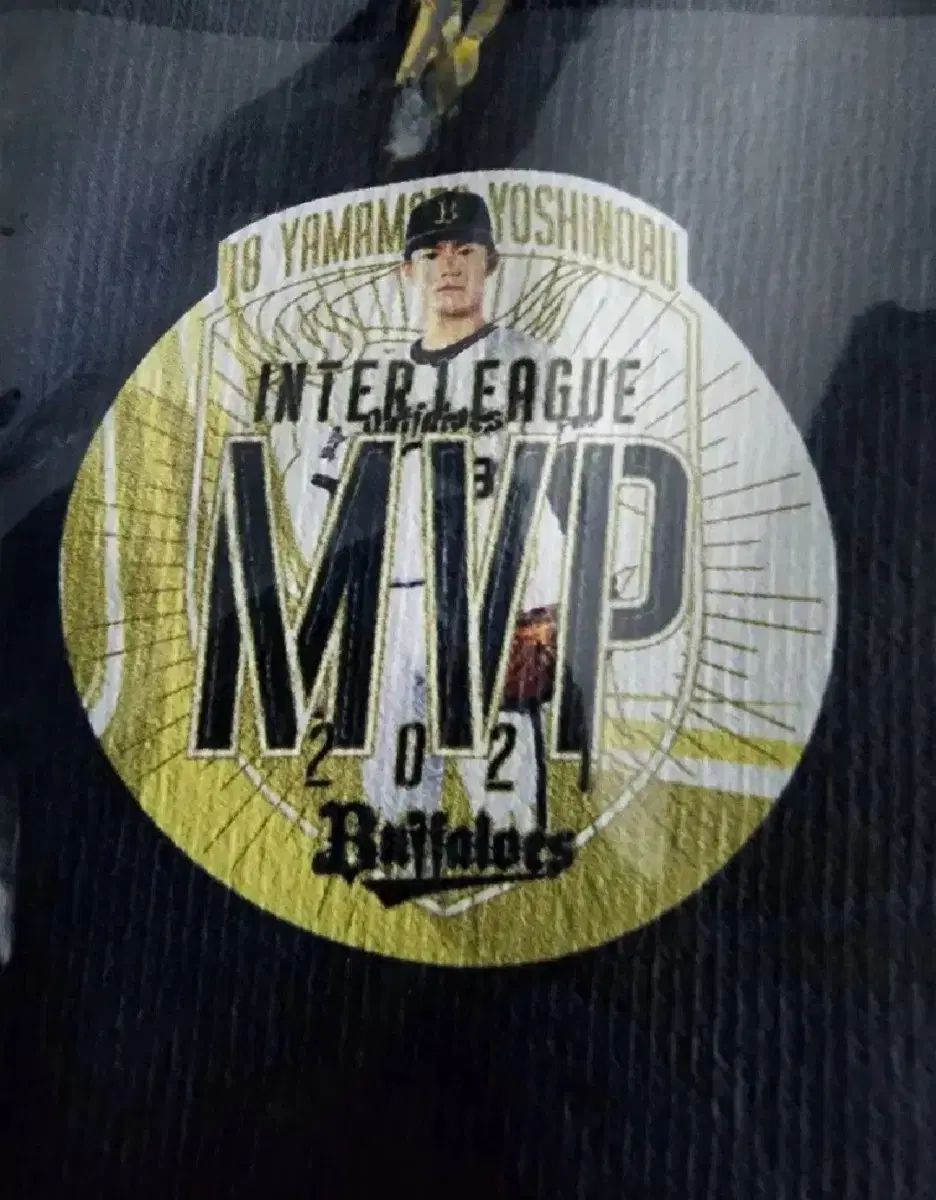 18 YAMAMOTO YOSHINOBU
INTER LEAGUE
MVP
2021
Buffaloes